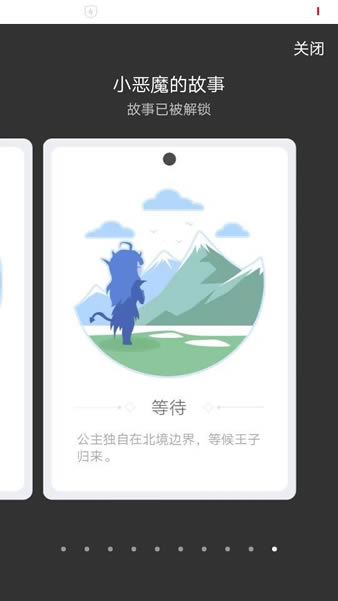 关闭
小恶魔的故事
故事已被解锁
等待
公主独自在北境边界，等候王子
归来。